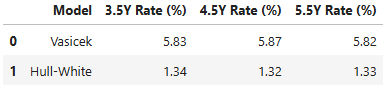 Model 3.5Y Rate (%) 4.5Y Rate (%) 5.5Y Rate (%)
0 Vasicek 5.83 5.87 5.82
1 Hull-White 1.34 1.32 1.33